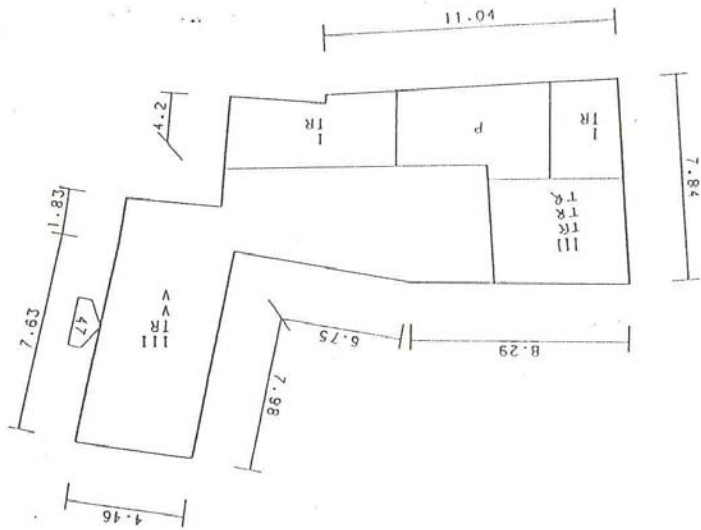 4.46
7.98
8.29
6.75
7.63
47
III
TR
V
V
III
TR
TR
TR
7.84
1.83
I
TR
P
I
TR
4.2
11.04